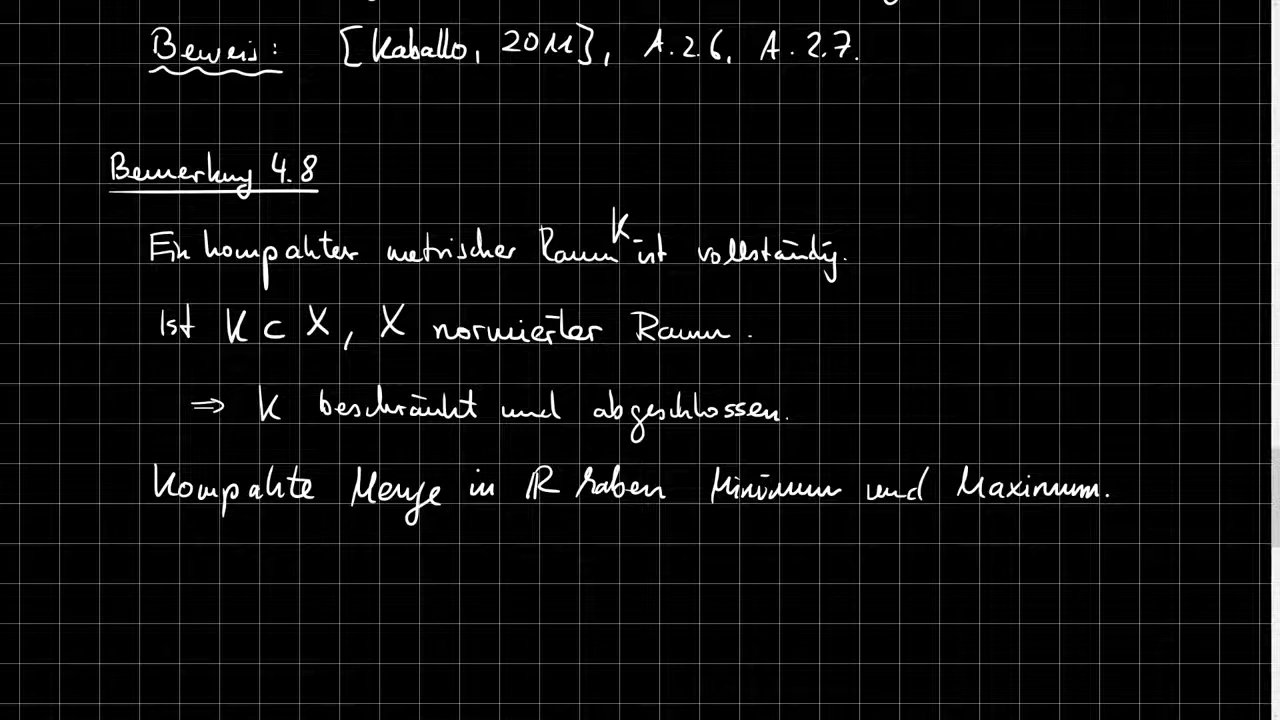 Beweis: [Kaballo, 2011], A.2.6, A.2.7.
Bemerkung 4.8
Ein kompakter metrischer Raum K ist vollständig.
Ist K ⊂ X, X normierter Raum.
⇒ K beschränkt und abgeschlossen.
Kompakte Menge in ℝ haben Minimum und Maximum.